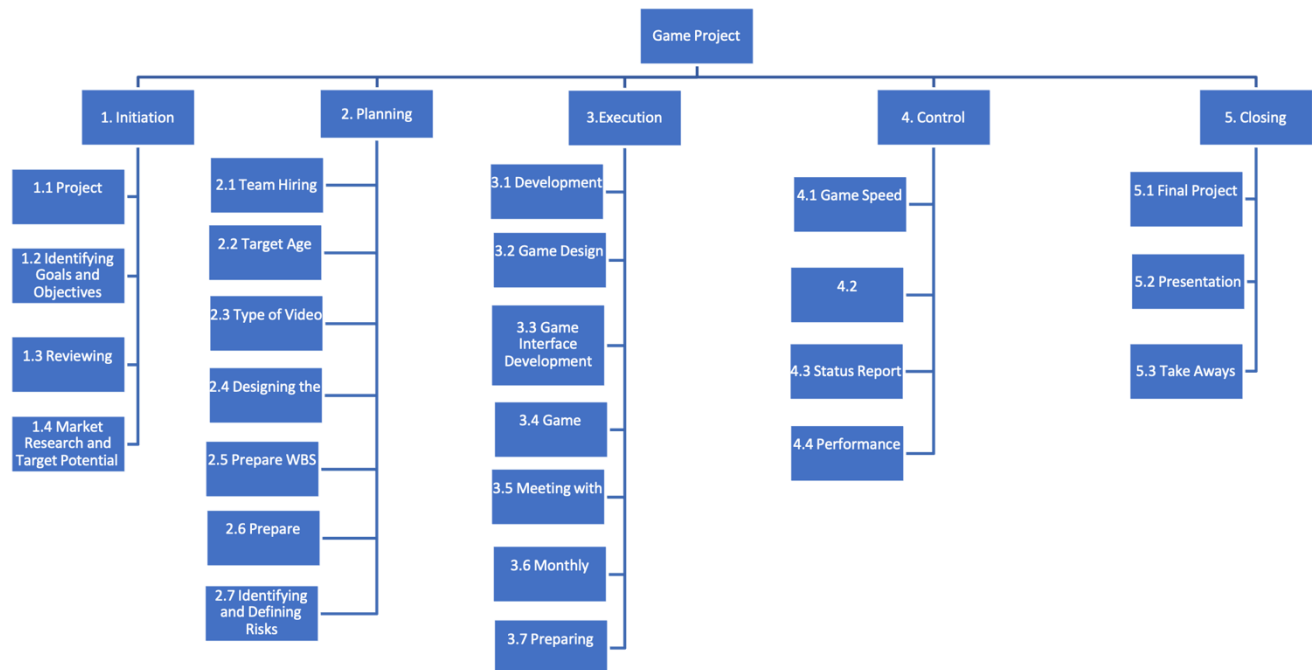 Game Project
1. Initiation
2. Planning
3.Execution
4. Control
5. Closing
1.1 Project
1.2 Identifying
Goals and
Objectives
1.3 Reviewing
1.4 Market
Research and
Target Potential
2.1 Team Hiring
2.2 Target Age
2.3 Type of Video
2.4 Designing the
2.5 Prepare WBS
2.6 Prepare
2.7 Identifying
and Defining
Risks
3.1 Development
3.2 Game Design
3.3 Game
Interface
Development
3.4 Game
3.5 Meeting with
3.6 Monthly
3.7 Preparing
4.1 Game Speed
4.2
4.3 Status Report
4.4 Performance
5.1 Final Project
5.2 Presentation
5.3 Take Aways